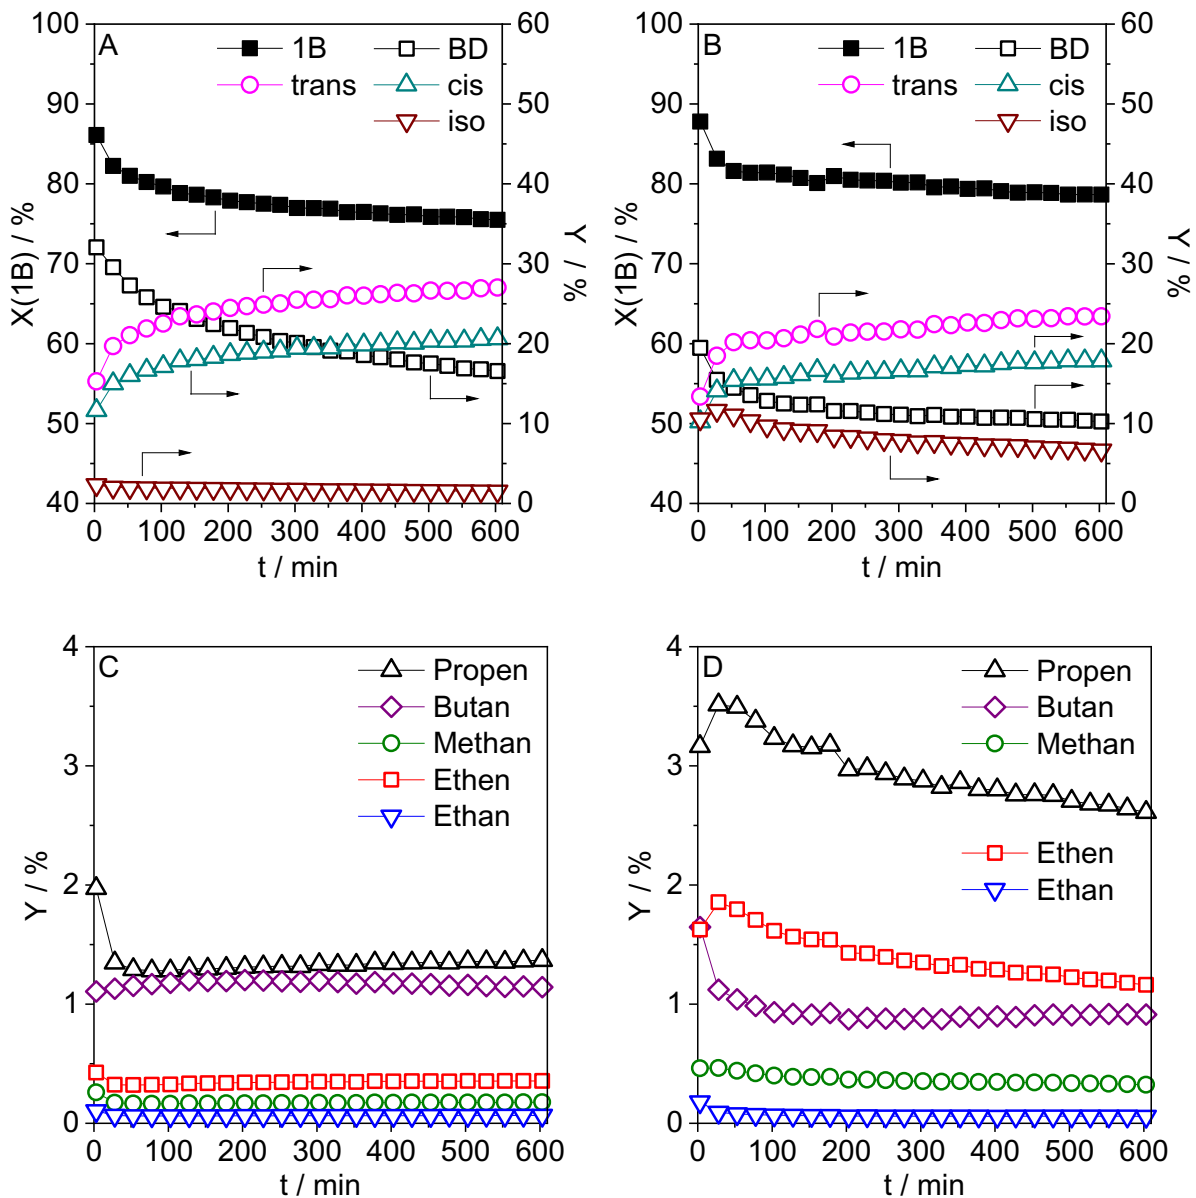 A
1B
BD
trans
cis
iso
X(1B) / %
100
90
80
70
60
50
40
60
50
40
30
20
10
0
Y / %
0 100 200 300 400 500 600
t / min
B
1B
BD
trans
cis
iso
X(1B) / %
100
90
80
70
60
50
40
60
50
40
30
20
10
0
Y / %
0 100 200 300 400 500 600
t / min
C
Propen
Butan
Methan
Ethen
Ethan
Y / %
4
3
2
1
0
0 100 200 300 400 500 600
t / min
D
Propen
Butan
Methan
Ethen
Ethan
Y / %
4
3
2
1
0
0 100 200 300 400 500 600
t / min